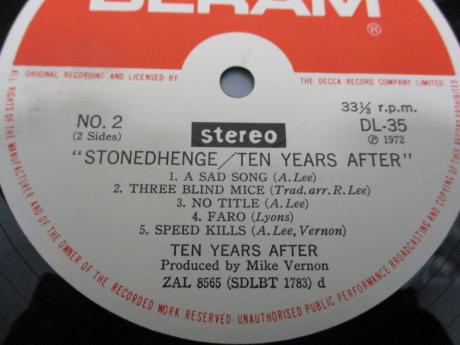 DERAM
®
ORIGINAL RECORDING AND LICENSED BY THE DECCA RECORD COMPANY LIMITED
NO. 2
(2 Sides)
stereo
33⅓ r.p.m.
DL-35
℗ 1972
"STONEDHENGE/TEN YEARS AFTER"
1. A SAD SONG (A.Lee)
2. THREE BLIND MICE (Trad.arr.R.Lee)
3. NO TITLE (A.Lee)
4. FARO (Lyons)
5. SPEED KILLS (A.Lee, Vernon)
TEN YEARS AFTER
Produced by Mike Vernon
ZAL 8565 (SDLBT 1783) d
ALL RIGHTS OF THE MANUFACTURER AND OF THE OWNER OF THE RECORDED WORK RESERVED·UNAUTHORISED PUBLIC PERFORMANCE BROADCASTING AND COPYING OF THIS RECORD PROHIBITED